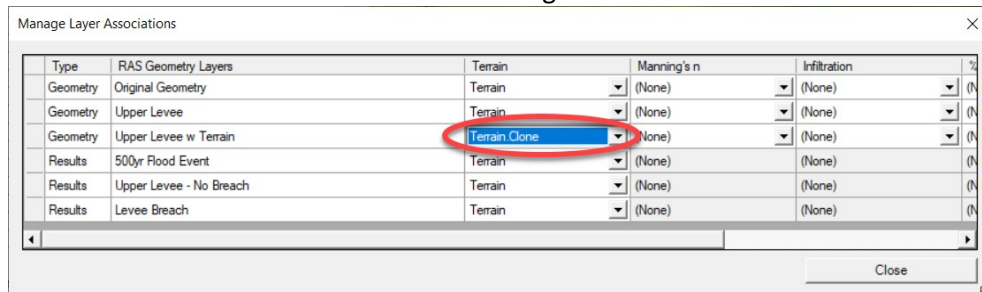 Manage Layer Associations
Type RAS Geometry Layers Terrain Manning's n Infiltration
Geometry Original Geometry Terrain (None) (None)
Geometry Upper Levee Terrain (None) (None)
Geometry Upper Levee w Terrain Terrain.Clone (None) (None)
Results 500yr Flood Event Terrain (None) (None)
Results Upper Levee - No Breach Terrain (None) (None)
Results Levee Breach Terrain (None) (None)
Close